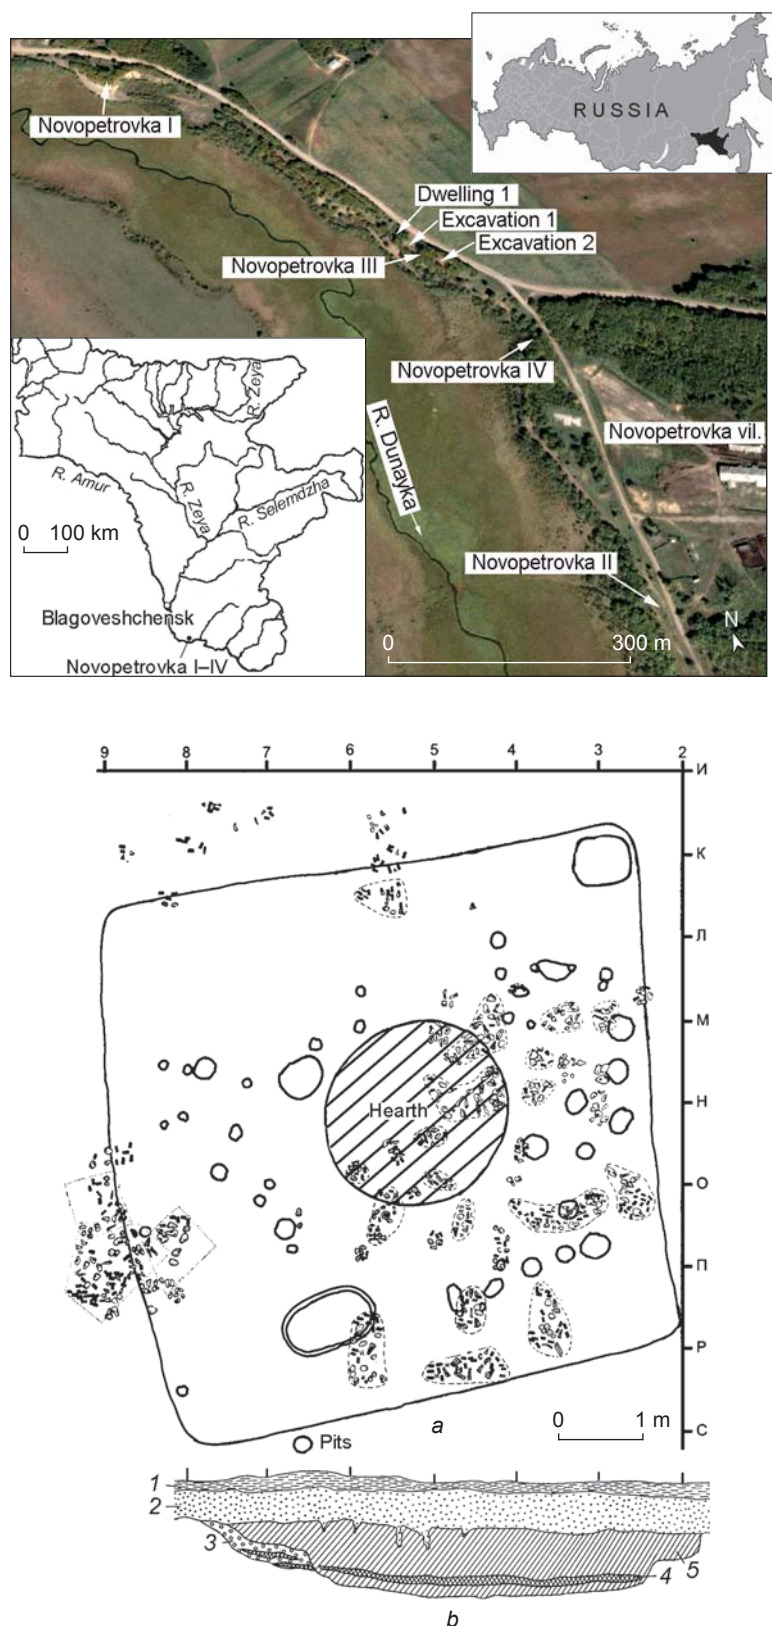 RUSSIA
Novopetrovka I
Dwelling 1
Excavation 1
Excavation 2
Novopetrovka III
Novopetrovka IV
R. Zeya
Novopetrovka vil.
R. Dunayka
R. Amur
R. Zeya
R. Selemdzha
0 100 km
Novopetrovka II
Blagoveshchensk
N
0 300 m
Novopetrovka I–IV
9 8 7 6 5 4 3 2
И
К
Л
М
Hearth
Н
О
П
Р
a
0 1 m
С
Pits
1
2
3
4
5
b